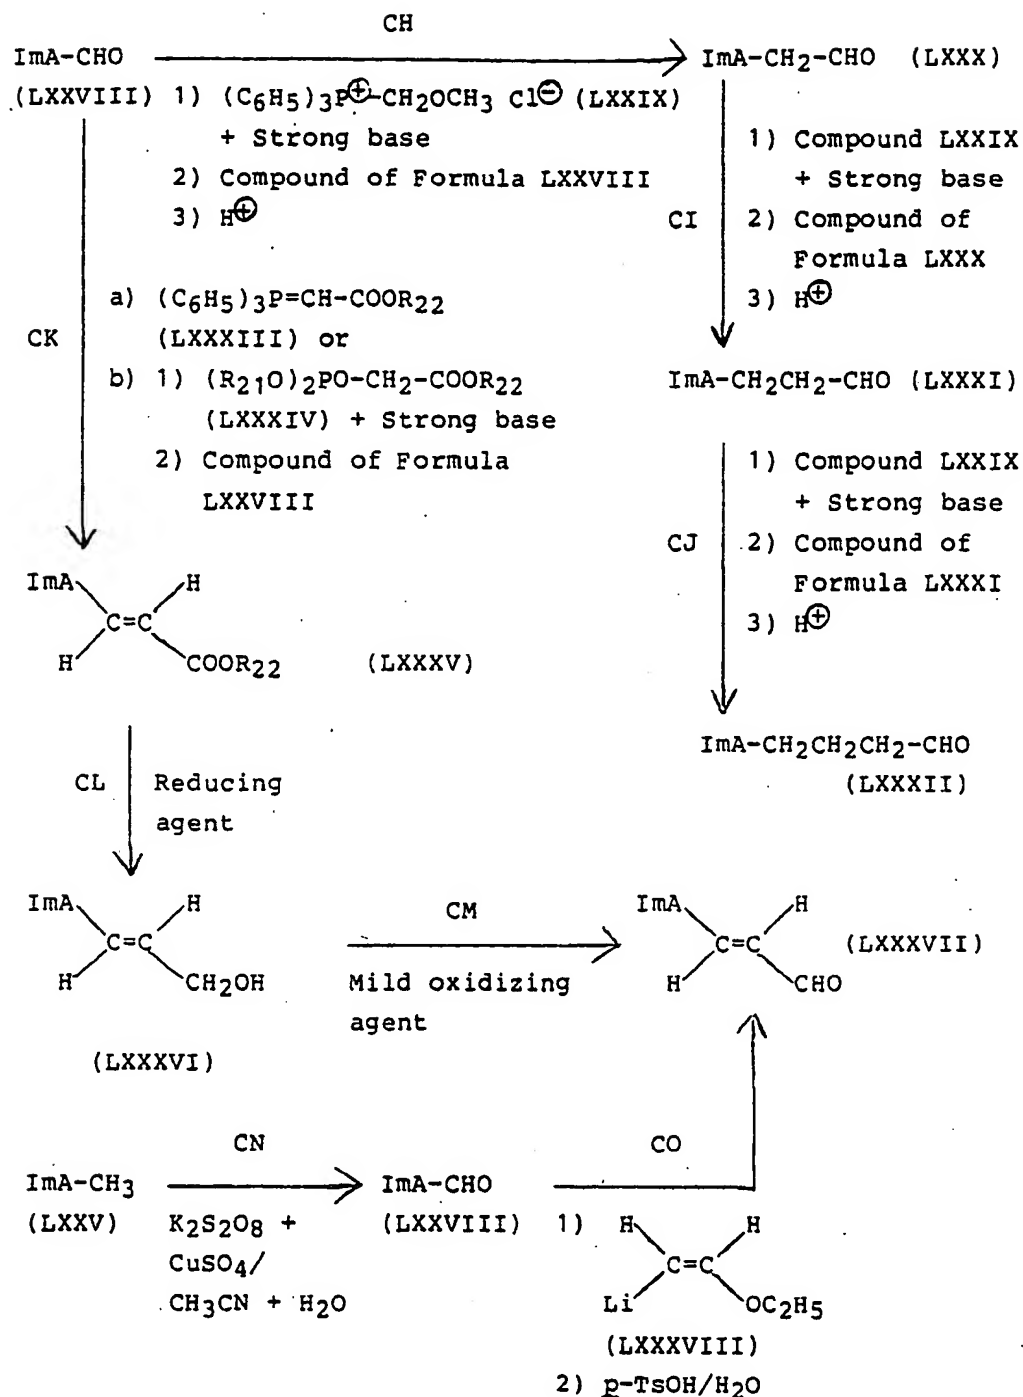 CH
ImA-CHO ImA-CH2-CHO (LXXX)
(LXXVIII) 1) (C6H5)3P⊕-CH2OCH3 Cl⊖ (LXXIX)
+ Strong base
2) Compound of Formula LXXVIII
3) H⊕
1) Compound LXXIX
+ Strong base
CI 2) Compound of
Formula LXXX
3) H⊕
a) (C6H5)3P=CH-COOR22
CK (LXXXIII) or
b) 1) (R21O)2PO-CH2-COOR22
(LXXXIV) + Strong base
2) Compound of Formula
LXXVIII
ImA-CH2CH2-CHO (LXXXI)
1) Compound LXXIX
+ Strong base
CJ 2) Compound of
Formula LXXXI
3) H⊕
ImA H
C=C
H COOR22 (LXXXV)
ImA-CH2CH2CH2-CHO
(LXXXII)
CL Reducing
agent
ImA H
C=C
H CH2OH
(LXXXVI)
CM
Mild oxidizing
agent
ImA H
C=C (LXXXVII)
H CHO
CN
ImA-CH3 ImA-CHO
(LXXV) K2S2O8 + (LXXVIII)
CuSO4/
CH3CN + H2O
CO
1) H H
C=C
Li OC2H5
(LXXXVIII)
2) p-TsOH/H2O